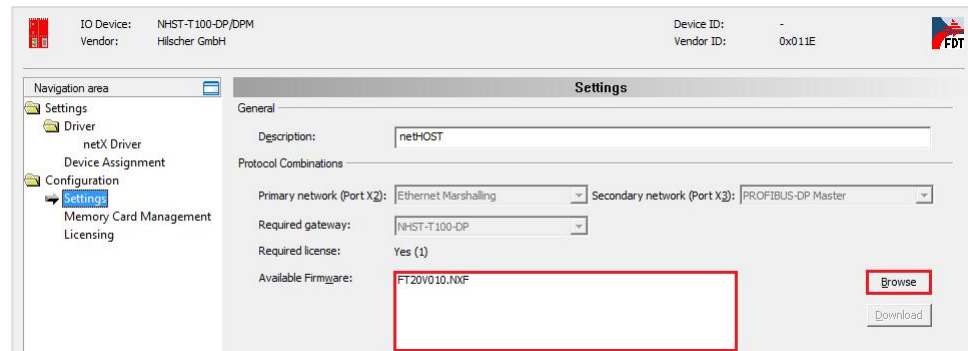 IO Device: NHST-T100-DP/DPM Device ID: -
Vendor: Hilscher GmbH Vendor ID: 0x011E
FDT
Navigation area
Settings
Driver
netX Driver
Device Assignment
Configuration
Settings
Memory Card Management
Licensing
Settings
General
Description: netHOST
Protocol Combinations
Primary network (Port X2): Ethernet Marshalling Secondary network (Port X3): PROFIBUS-DP Master
Required gateway: NHST-T100-DP
Required license: Yes (1)
Available Firmware: FT20V010.NXF
Browse
Download